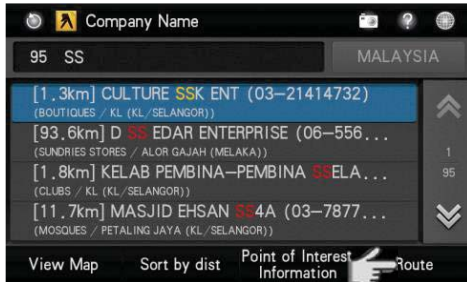 Company Name
?
95 SS
MALAYSIA
[1.3km] CULTURE SSK ENT (03-21414732)
(BOUTIQUES / KL (KL/SELANGOR))
[93.6km] D SS EDAR ENTERPRISE (06-556...
(SUNDRIES STORES / ALOR GAJAH (MELAKA))
1
[1.8km] KELAB PEMBINA-PEMBINA SSELA...
95
(CLUBS / KL (KL/SELANGOR))
[11.7km] MASJID EHSAN SS4A (03-7877...
(MOSQUES / PETALING JAYA (KL/SELANGOR))
View Map
Sort by dist
Point of Interest
Information
Route